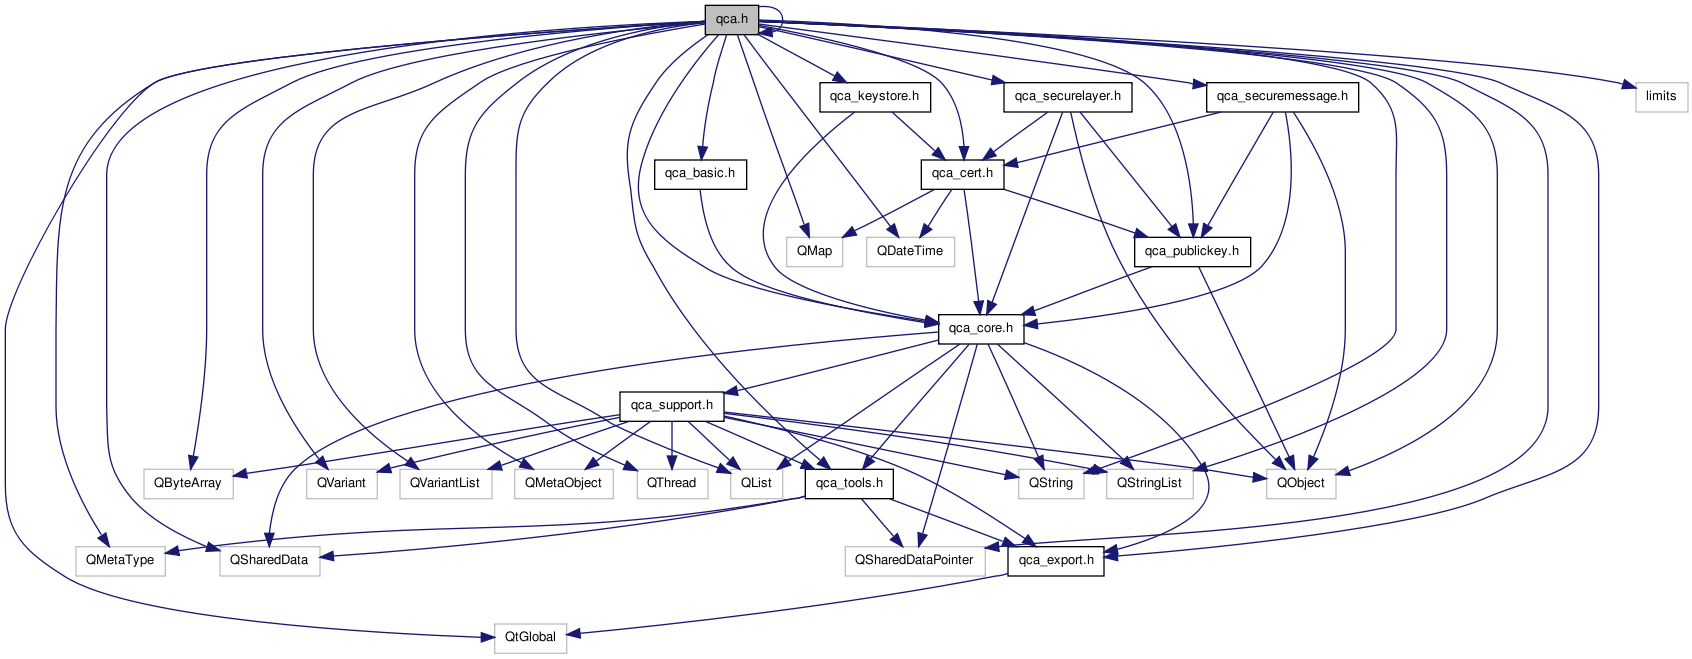 qca.h
qca_keystore.h
qca_securelayer.h
qca_securemessage.h
limits
qca_basic.h
qca_cert.h
QMap
QDateTime
qca_publickey.h
qca_core.h
qca_support.h
QByteArray
QVariant
QVariantList
QMetaObject
QThread
QList
qca_tools.h
QString
QStringList
QObject
QMetaType
QSharedData
QSharedDataPointer
qca_export.h
QtGlobal